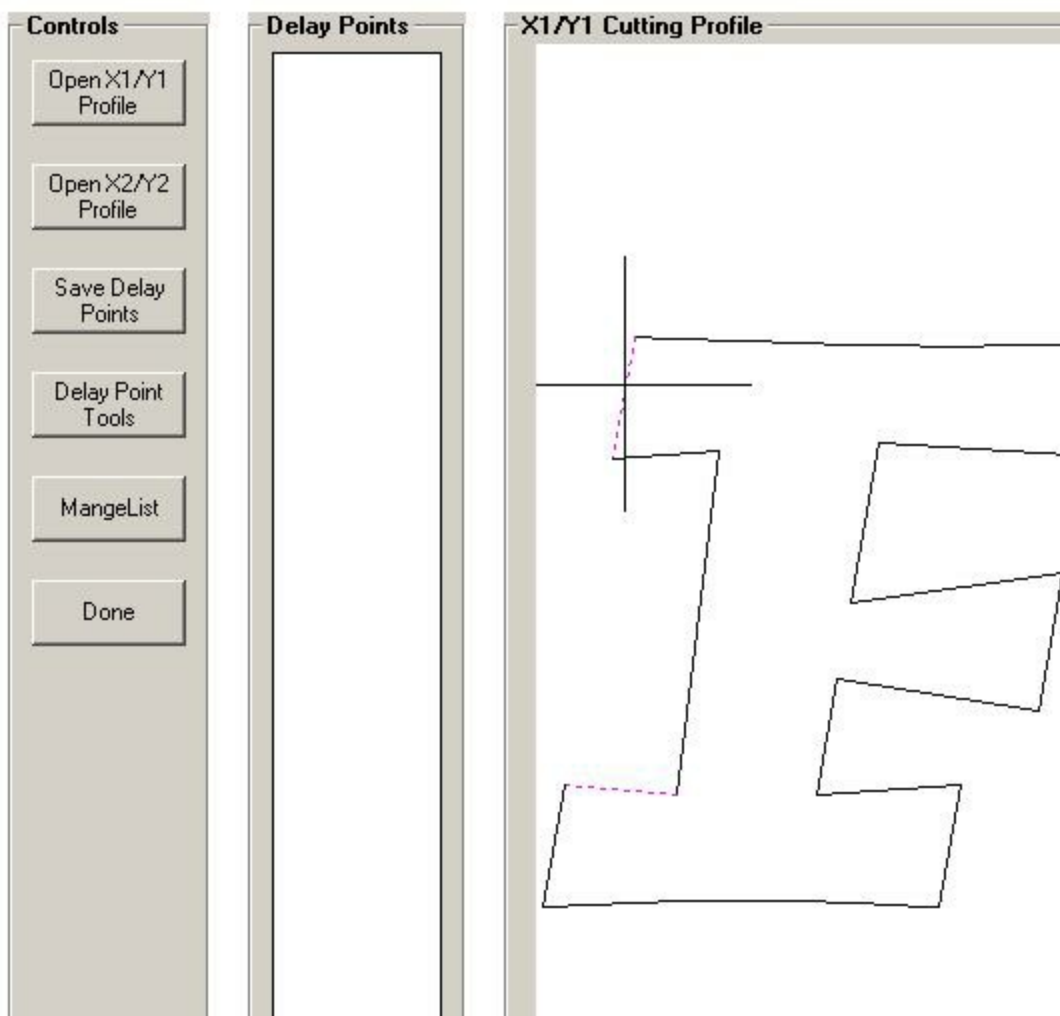 Controls
Open X1/Y1
Profile
Open X2/Y2
Profile
Save Delay
Points
Delay Point
Tools
MangeList
Done
Delay Points
X1/Y1 Cutting Profile